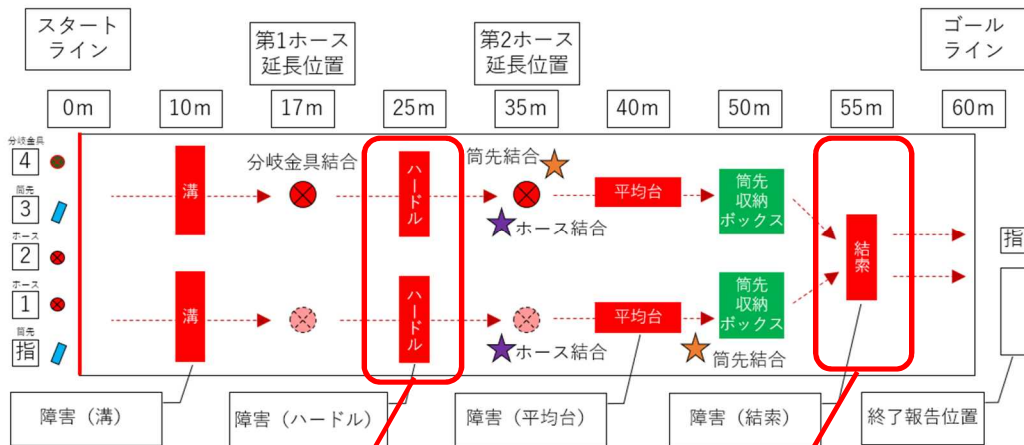 スタート
ライン
第1ホース
延長位置
第2ホース
延長位置
ゴール
ライン
0m
10m
17m
25m
35m
40m
50m
55m
60m
分岐金具
4
筒先
3
ホース
2
ホース
1
筒先
指
溝
分岐金具結合
ハードル
筒先結合
ホース結合
平均台
筒先
収納
ボックス
結索
指
溝
ハードル
ホース結合
平均台
筒先
収納
ボックス
筒先結合
障害（溝）
障害（ハードル）
障害（平均台）
障害（結索）
終了報告位置